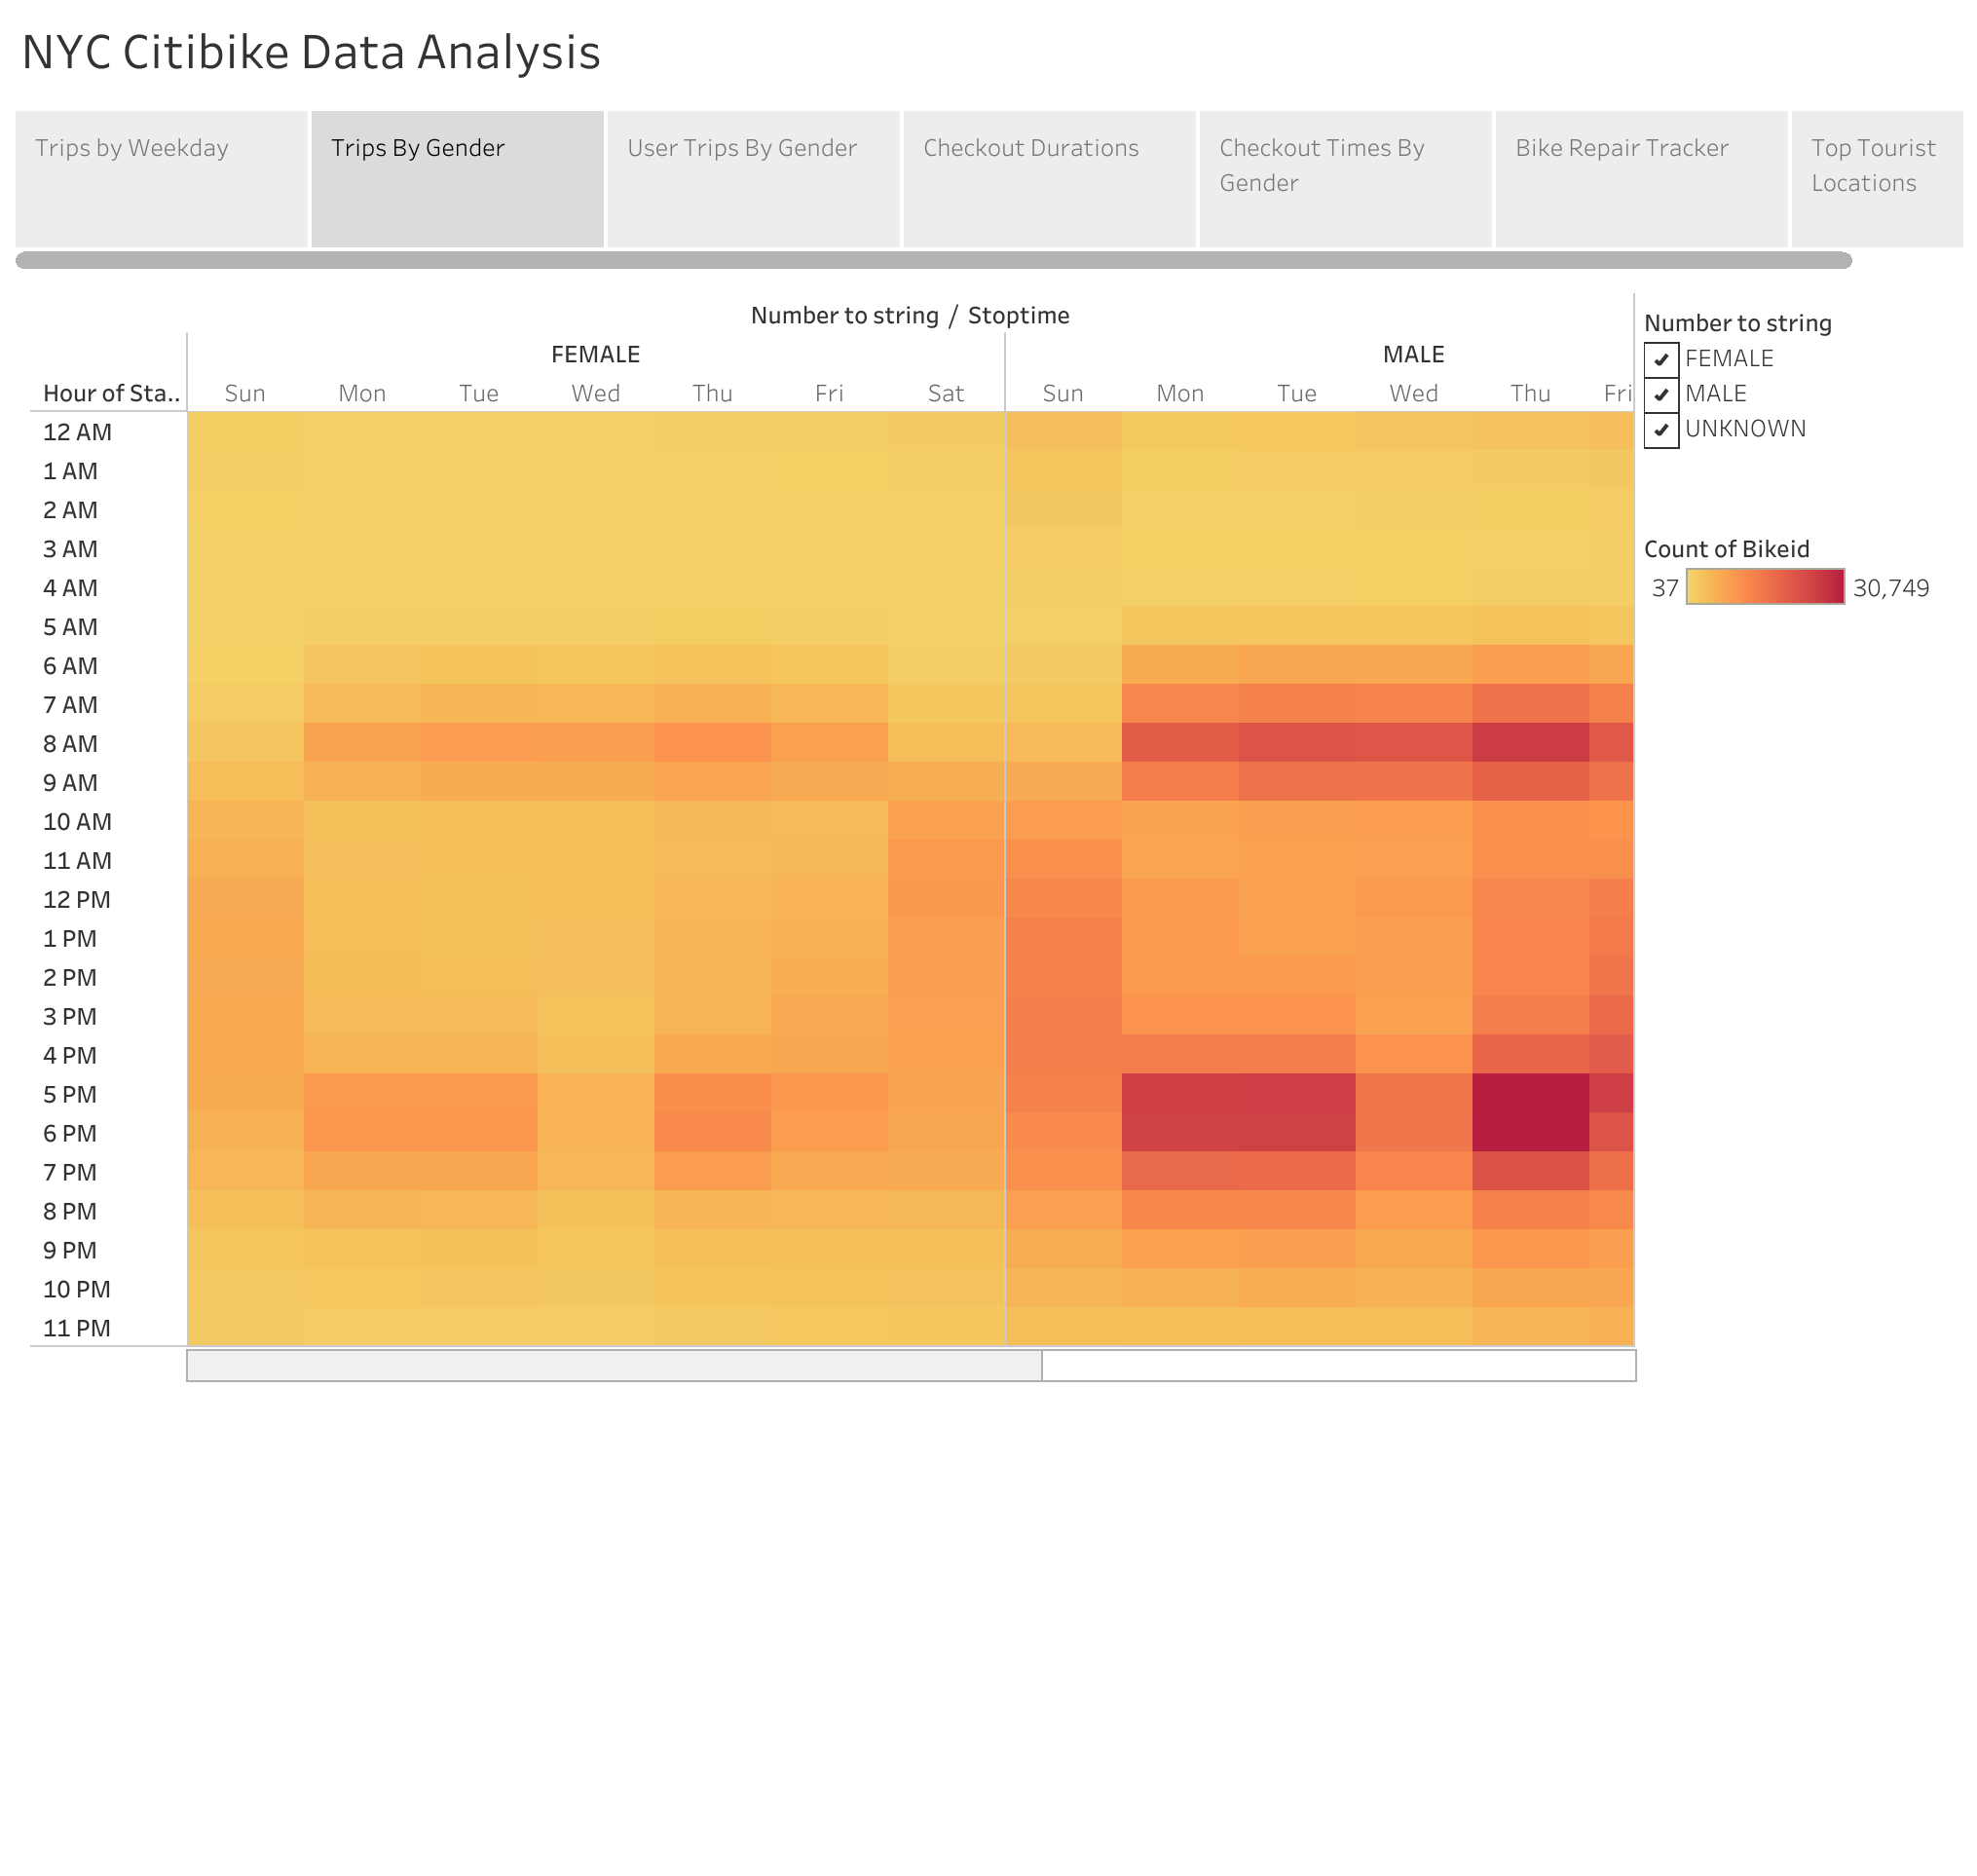 NYC Citibike Data Analysis
Trips by Weekday
Trips By Gender
User Trips By Gender
Checkout Durations
Checkout Times By
Gender
Bike Repair Tracker
Top Tourist
Locations
Number to string / Stoptime
FEMALE MALE
Hour of Sta.. Sun Mon Tue Wed Thu Fri Sat Sun Mon Tue Wed Thu Fri
12 AM
1 AM
2 AM
3 AM
4 AM
5 AM
6 AM
7 AM
8 AM
9 AM
10 AM
11 AM
12 PM
1 PM
2 PM
3 PM
4 PM
5 PM
6 PM
7 PM
8 PM
9 PM
10 PM
11 PM
Number to string
FEMALE
MALE
UNKNOWN
Count of Bikeid
37 30,749